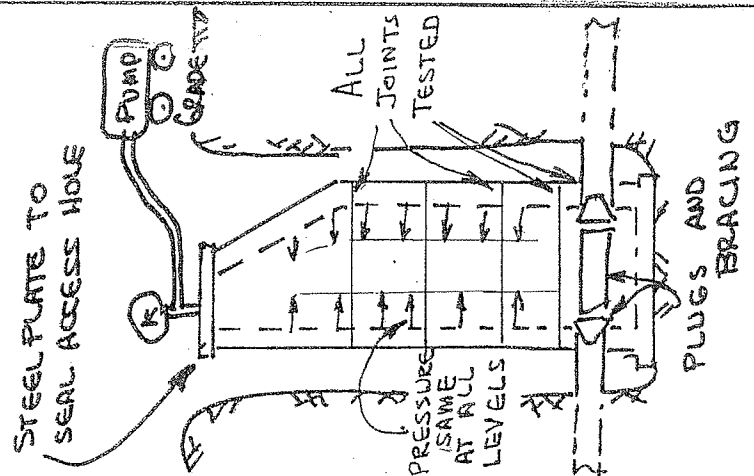 STEEL PLATE TO
SEAL ACCESS HOLE
PUMP
GRADE
K
ALL
JOINTS
TESTED
PRESSURE
(SAME
AT ALL
LEVELS
PLUGS AND
BRACING